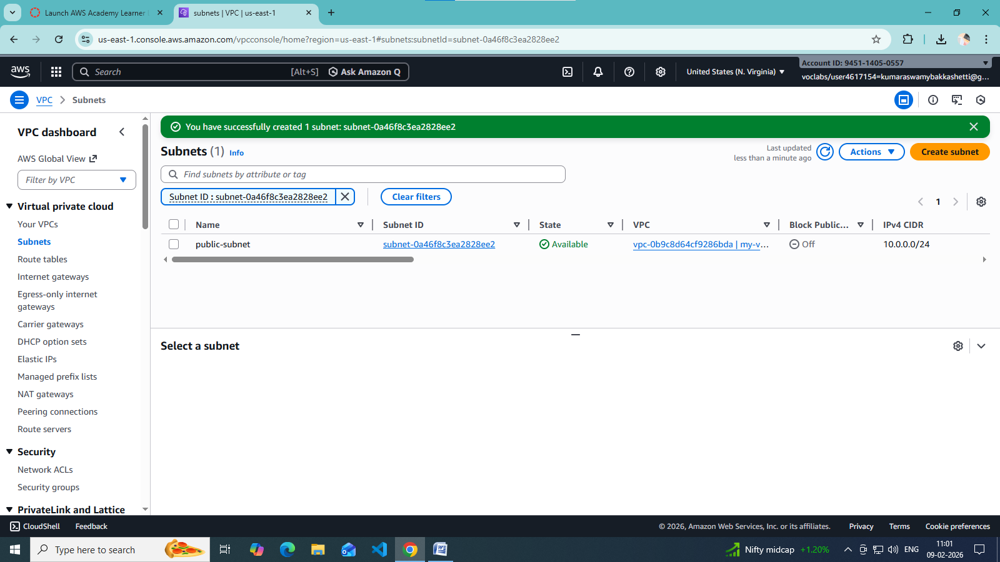 Launch AWS Academy Learner L
subnets | VPC | us-east-1
us-east-1.console.aws.amazon.com/vpcconsole/home?region=us-east-1#subnets:subnetId=subnet-0a46f8c3ea2828ee2
aws
Search
[Alt+S]
Ask Amazon Q
United States (N. Virginia)
Account ID: 9451-1405-0557
voclabs/user4617154=kumaraswamybakkashetti@g...
VPC
Subnets
VPC dashboard
AWS Global View
Filter by VPC
Virtual private cloud
Your VPCs
Subnets
Route tables
Internet gateways
Egress-only internet
gateways
Carrier gateways
DHCP option sets
Elastic IPs
Managed prefix lists
NAT gateways
Peering connections
Route servers
Security
Network ACLs
Security groups
PrivateLink and Lattice
You have successfully created 1 subnet: subnet-0a46f8c3ea2828ee2
Subnets (1) Info
Last updated
less than a minute ago
Actions
Create subnet
Find subnets by attribute or tag
Subnet ID : subnet-0a46f8c3ea2828ee2
Clear filters
1
Name Subnet ID State VPC Block Public... IPv4 CIDR
public-subnet subnet-0a46f8c3ea2828ee2 Available vpc-0b9c8d64cf9286bda | my-v... Off 10.0.0.0/24
Select a subnet
CloudShell
Feedback
© 2026, Amazon Web Services, Inc. or its affiliates.
Privacy
Terms
Cookie preferences
Type here to search
Nifty midcap +1.20%
ENG
11:01
09-02-2026